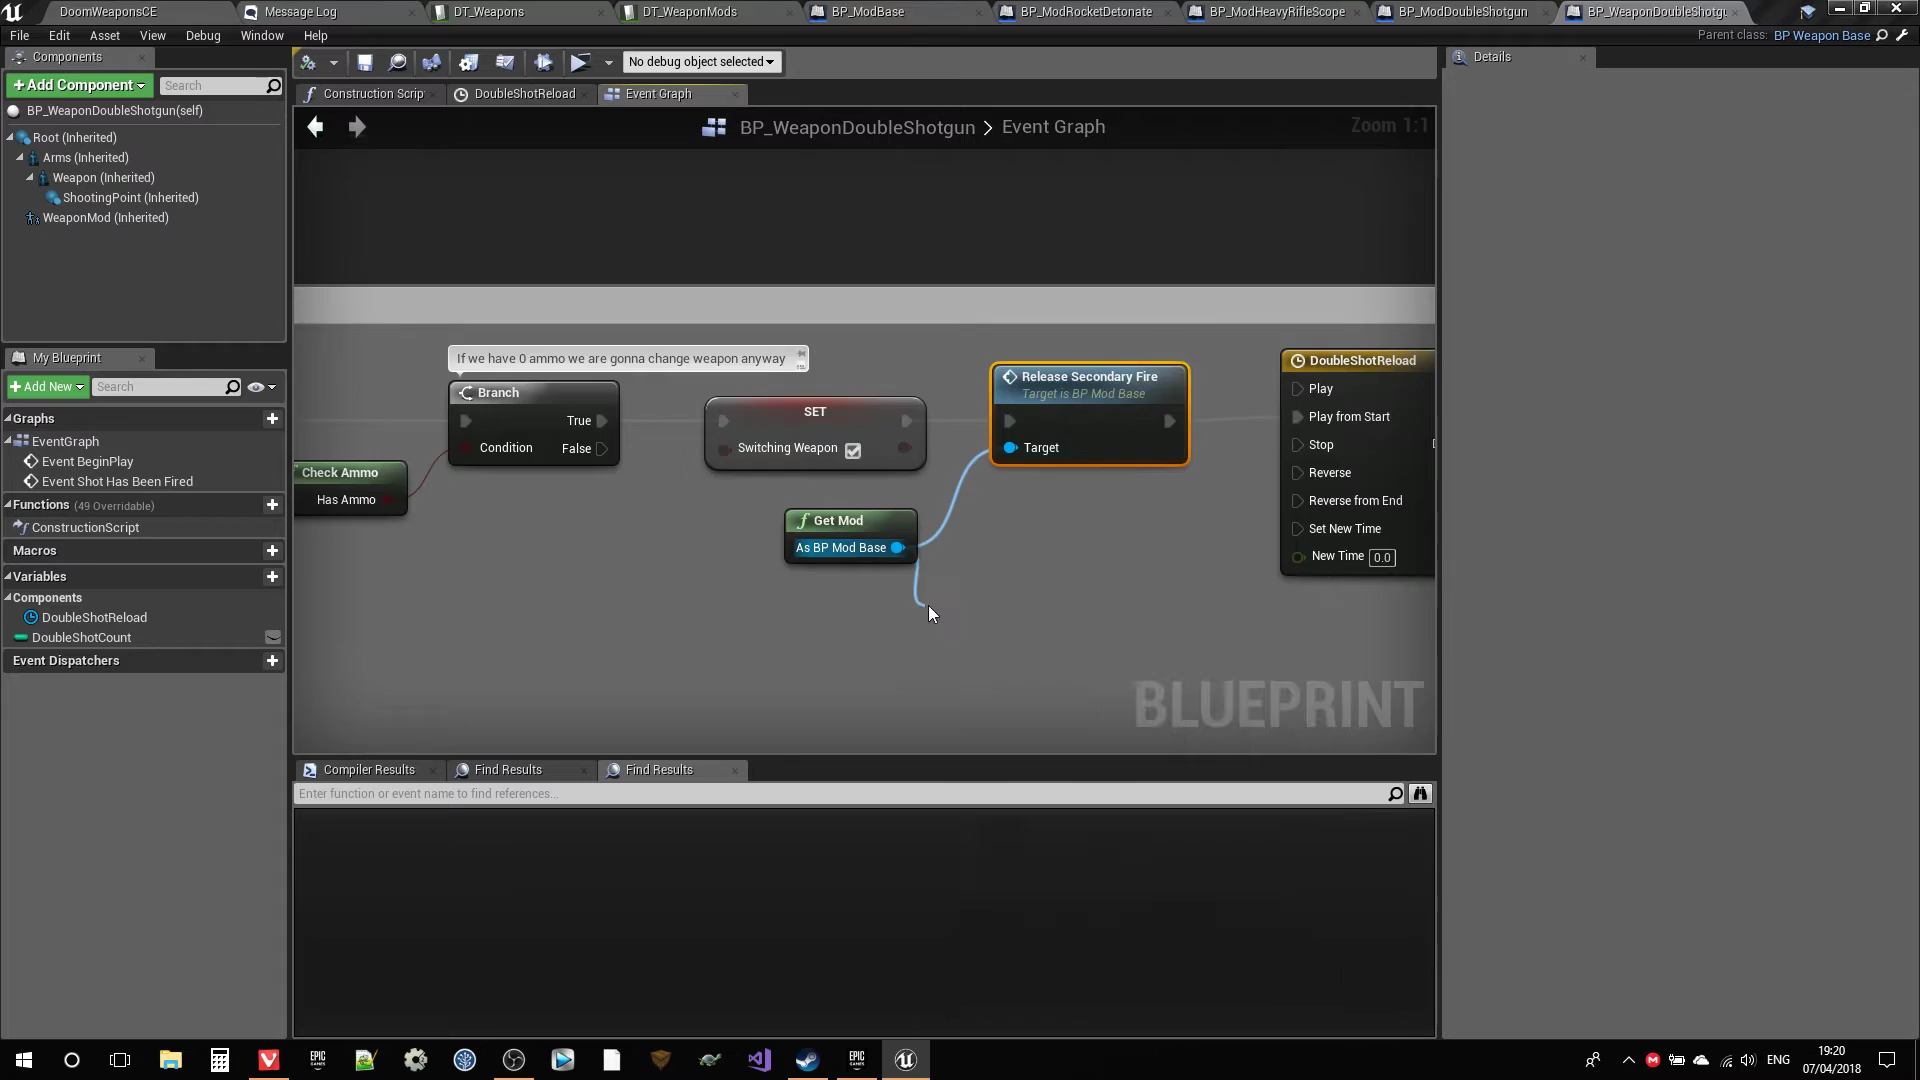 DoomWeaponsCE
Message Log
DT_Weapons
DT_WeaponMods
BP_ModBase
BP_ModRocketDetonate
BP_ModHeavyRifleScope
BP_ModDoubleShotgun
BP_WeaponDoubleShotgu
File
Edit
Asset
View
Debug
Window
Help
Parent class: BP Weapon Base
Components
+Add Component
Search
BP_WeaponDoubleShotgun(self)
Root (Inherited)
Arms (Inherited)
Weapon (Inherited)
ShootingPoint (Inherited)
WeaponMod (Inherited)
My Blueprint
+Add New
Search
Graphs
EventGraph
Event BeginPlay
Event Shot Has Been Fired
Functions (49 Overridable)
ConstructionScript
Macros
Variables
Components
DoubleShotReload
DoubleShotCount
Event Dispatchers
No debug object selected
Construction Scrip
DoubleShotReload
Event Graph
BP_WeaponDoubleShotgun > Event Graph
Zoom 1:1
If we have 0 ammo we are gonna change weapon anyway
Branch
True
Condition
False
Check Ammo
Has Ammo
SET
Switching Weapon
Get Mod
As BP Mod Base
Release Secondary Fire
Target is BP Mod Base
Target
DoubleShotReload
Play
Play from Start
Stop
Reverse
Reverse from End
Set New Time
New Time 0.0
BLUEPRINT
Compiler Results
Find Results
Find Results
Enter function or event name to find references...
Details
EPIC
GAMES
EPIC
GAMES
ENG
19:20
07/04/2018